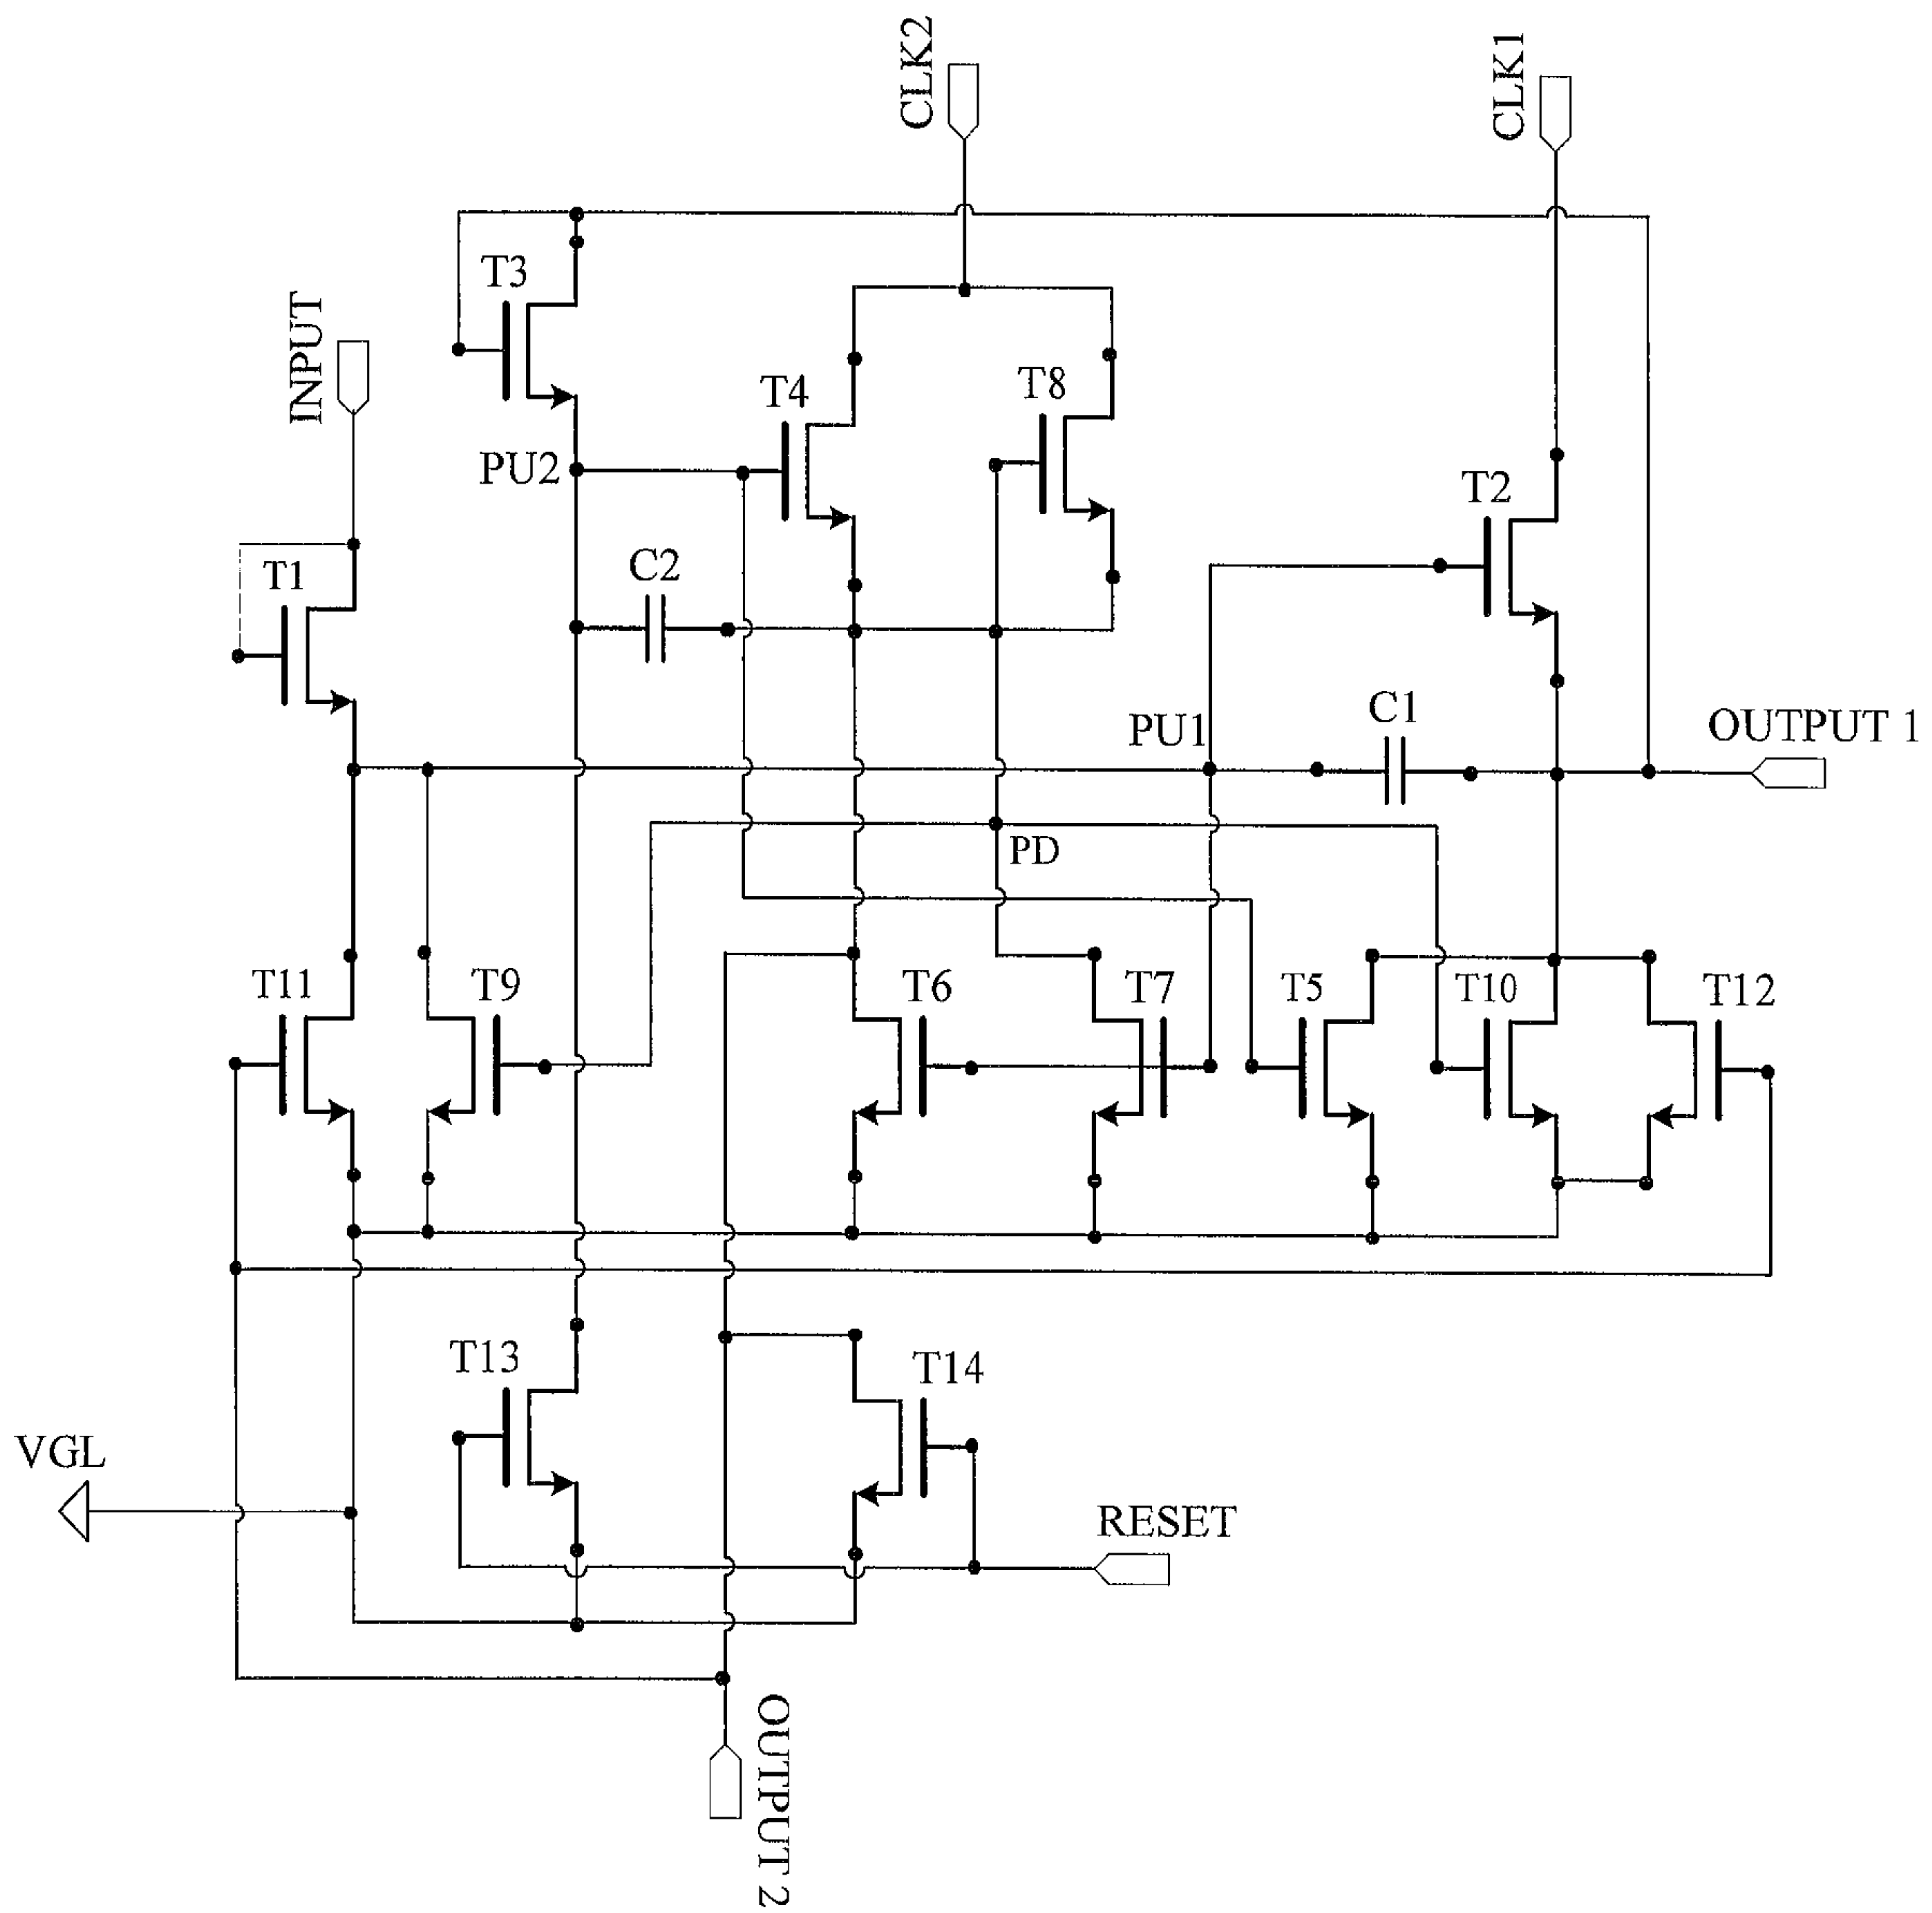 CLK2
CLK1
T3
INPUT
T4
T8
PU2
T2
T1
C2
C1
PU1
OUTPUT 1
PD
T11
T9
T6
T7
T5
T10
T12
T13
T14
VGL
RESET
OUTPUT 2